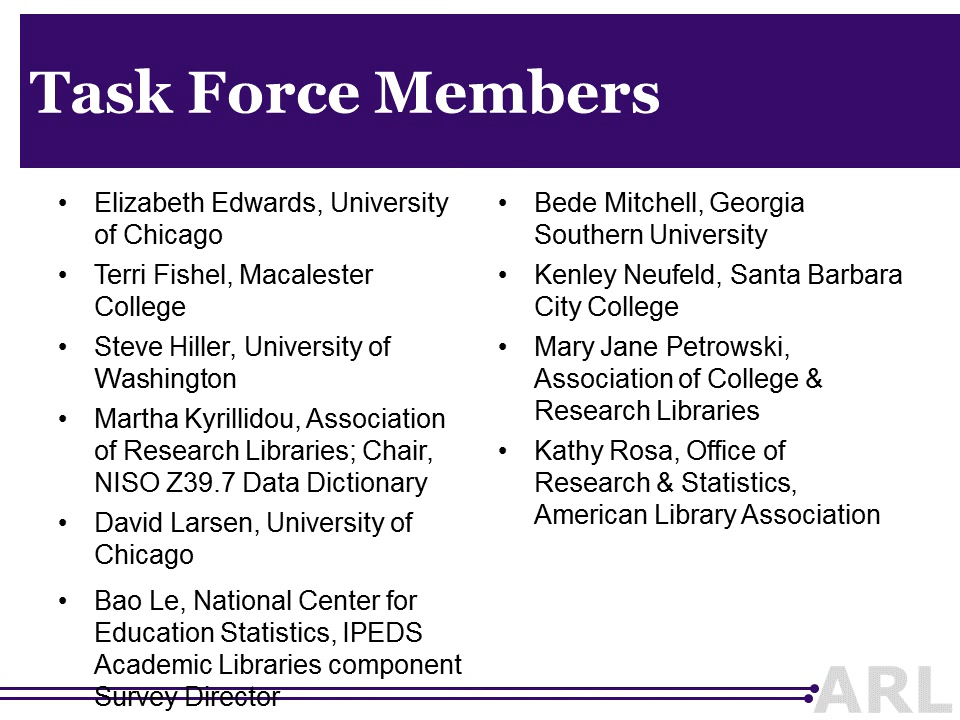 Task Force Members
• Elizabeth Edwards, University
of Chicago
• Terri Fishel, Macalester
College
• Steve Hiller, University of
Washington
• Martha Kyrillidou, Association
of Research Libraries; Chair,
NISO Z39.7 Data Dictionary
• David Larsen, University of
Chicago
• Bao Le, National Center for
Education Statistics, IPEDS
Academic Libraries component
Survey Director
• Bede Mitchell, Georgia
Southern University
• Kenley Neufeld, Santa Barbara
City College
• Mary Jane Petrowski,
Association of College &
Research Libraries
• Kathy Rosa, Office of
Research & Statistics,
American Library Association
ARL